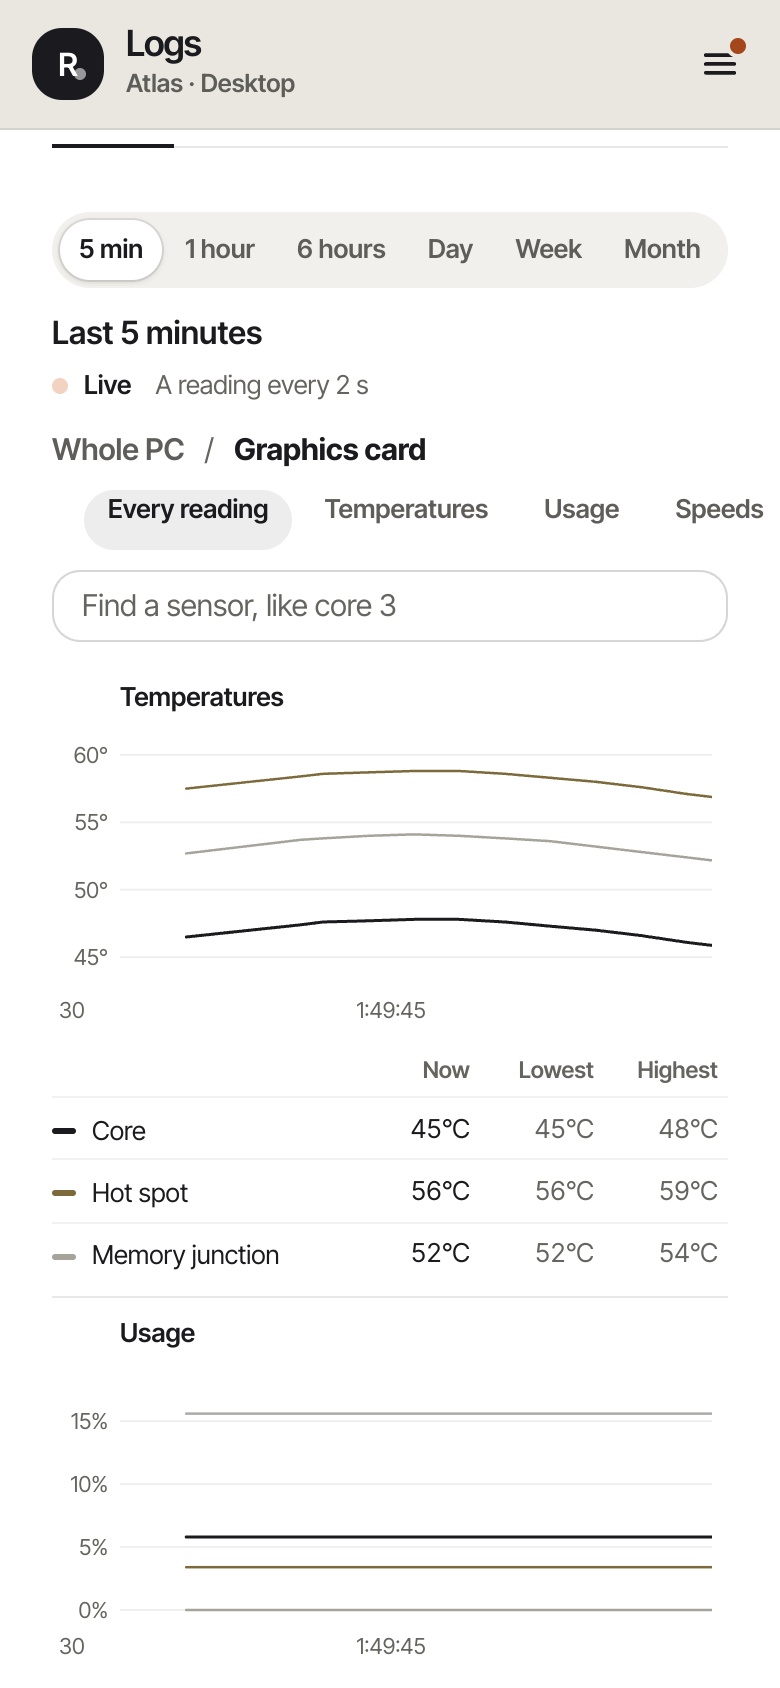 R
Logs
Atlas · Desktop
5 min 1 hour 6 hours Day Week Month
Last 5 minutes
Live A reading every 2 s
Whole PC / Graphics card
Every reading Temperatures Usage Speeds
Find a sensor, like core 3
Temperatures
60°
55°
50°
45°
30 1:49:45
Now Lowest Highest
Core 45°C 45°C 48°C
Hot spot 56°C 56°C 59°C
Memory junction 52°C 52°C 54°C
Usage
15%
10%
5%
0%
30 1:49:45